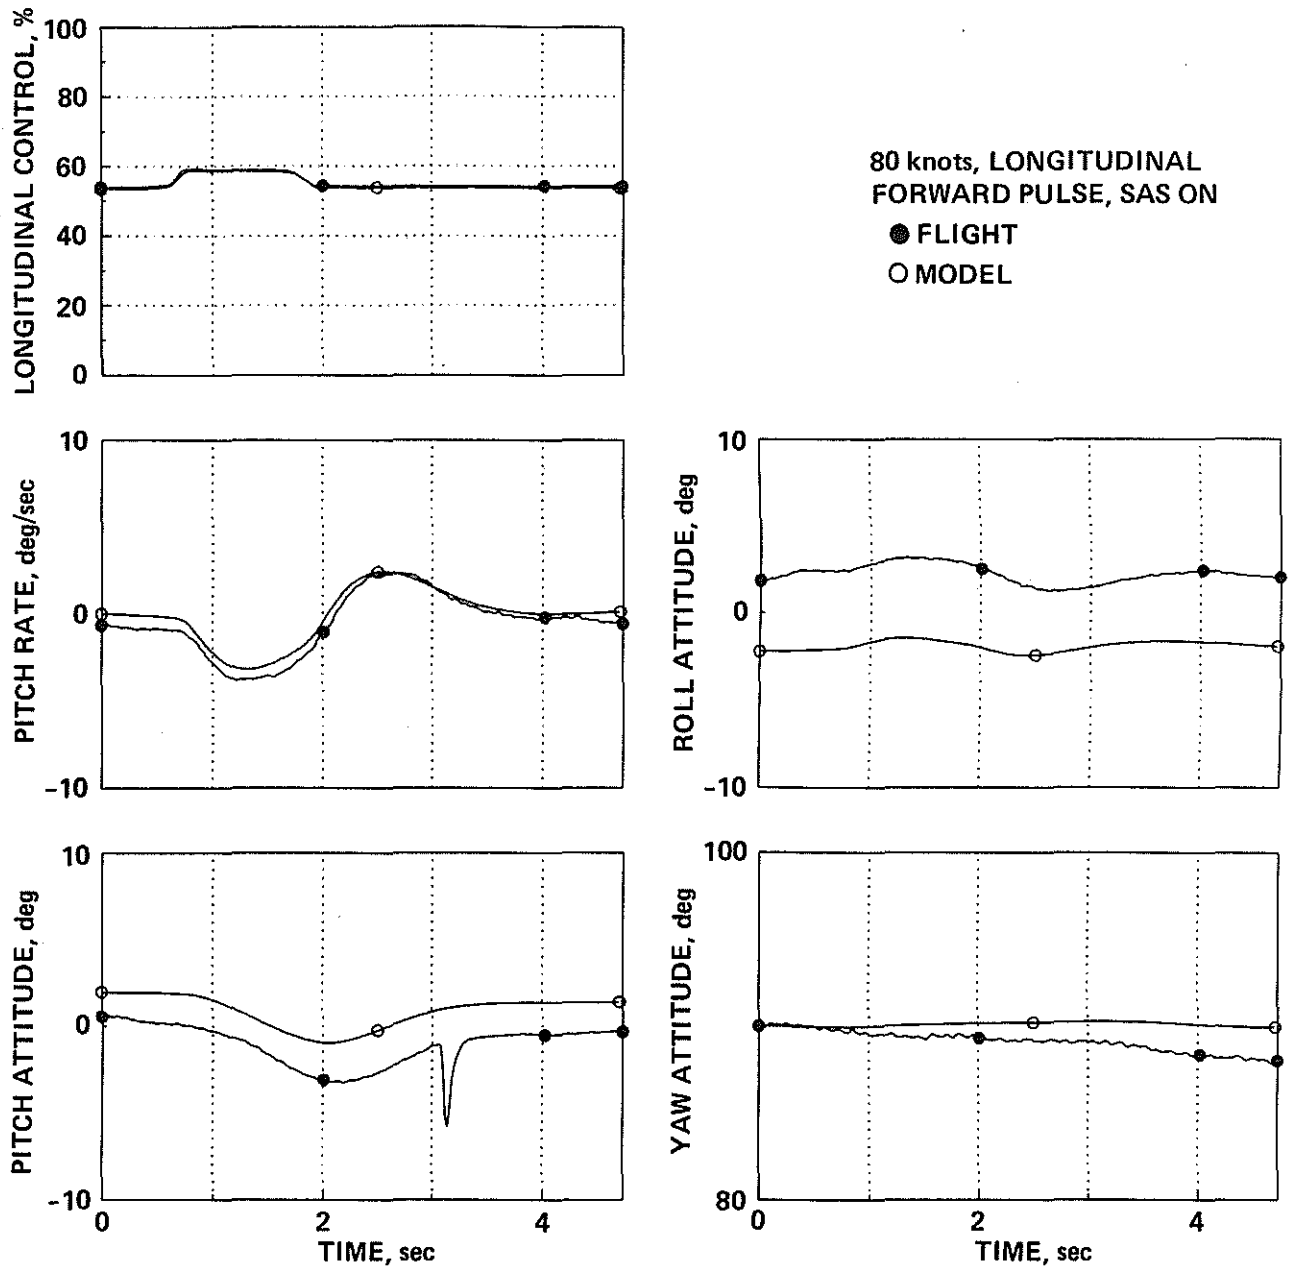 LONGITUDINAL CONTROL, %
100
80
60
40
20
0
80 knots, LONGITUDINAL
FORWARD PULSE, SAS ON
● FLIGHT
○ MODEL
PITCH RATE, deg/sec
10
0
-10
ROLL ATTITUDE, deg
10
0
-10
PITCH ATTITUDE, deg
10
0
-10
0 2 4
TIME, sec
YAW ATTITUDE, deg
100
90
80
0 2 4
TIME, sec